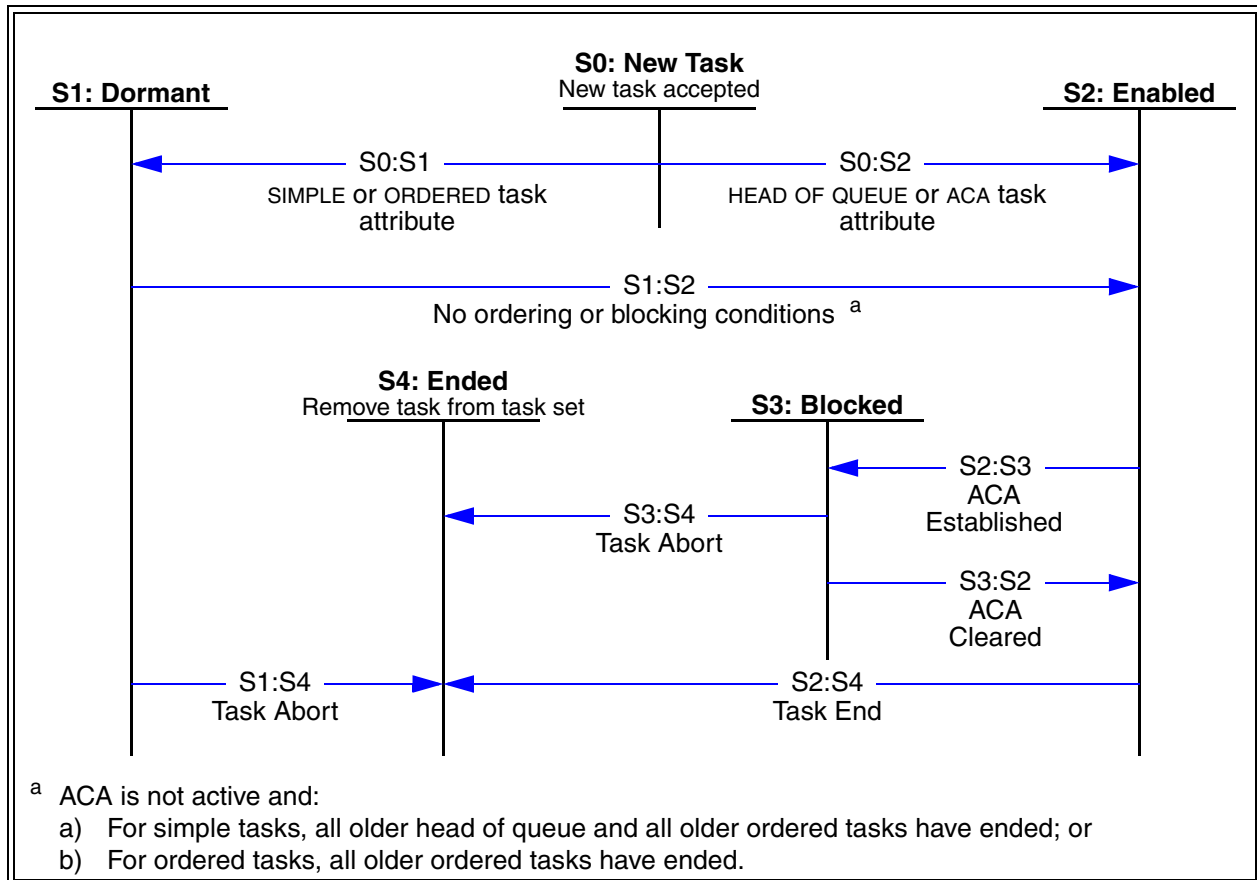 S0: New Task
New task accepted
S1: Dormant
S2: Enabled
S0:S1
S0:S2
SIMPLE or ORDERED task
attribute
HEAD OF QUEUE or ACA task
attribute
S1:S2
No ordering or blocking conditions a
S4: Ended
Remove task from task set
S3: Blocked
S2:S3
ACA
Established
S3:S4
Task Abort
S3:S2
ACA
Cleared
S1:S4
Task Abort
S2:S4
Task End
a ACA is not active and:
a) For simple tasks, all older head of queue and all older ordered tasks have ended; or
b) For ordered tasks, all older ordered tasks have ended.